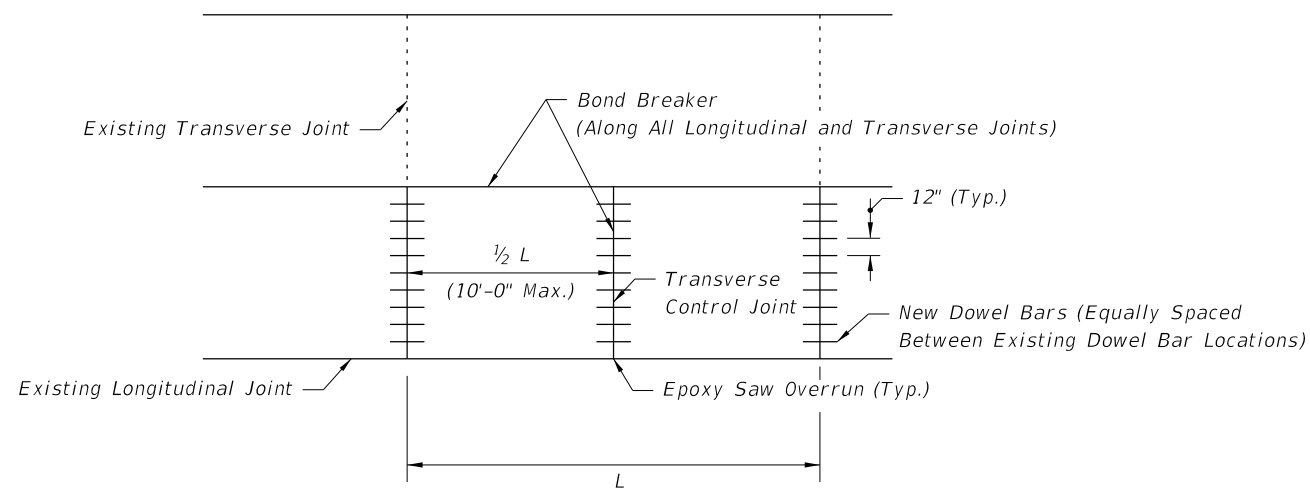 Bond Breaker
(Along All Longitudinal and Transverse Joints)
Existing Transverse Joint
12" (Typ.)
½ L
(10'-0" Max.)
Transverse
Control Joint
New Dowel Bars (Equally Spaced
Between Existing Dowel Bar Locations)
Existing Longitudinal Joint
Epoxy Saw Overrun (Typ.)
L